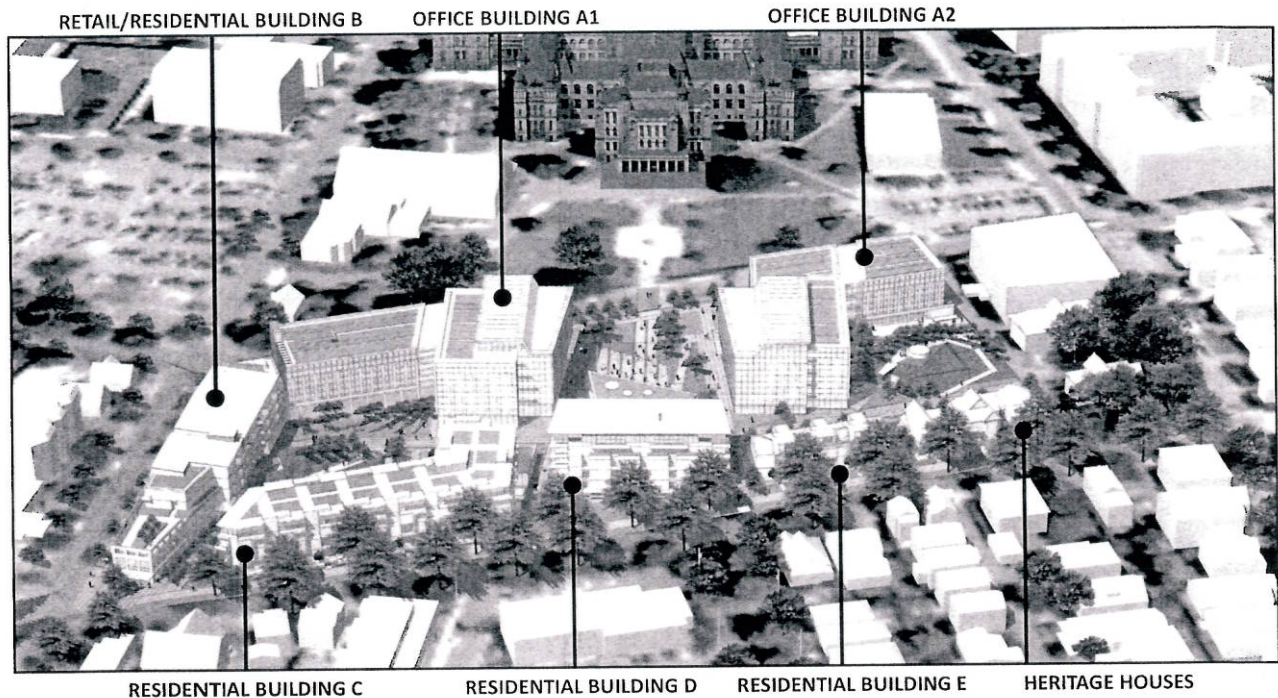 RETAIL/RESIDENTIAL BUILDING B
OFFICE BUILDING A1
OFFICE BUILDING A2
RESIDENTIAL BUILDING C
RESIDENTIAL BUILDING D
RESIDENTIAL BUILDING E
HERITAGE HOUSES